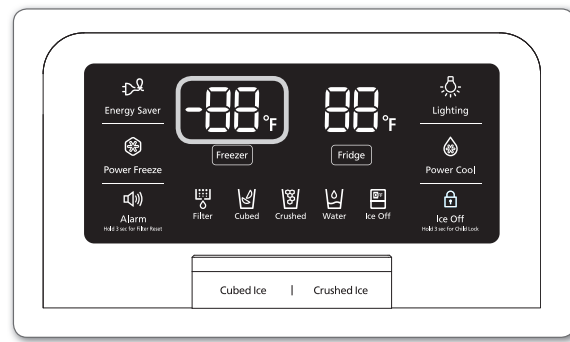 Energy Saver
-88°F
88°F
Lighting
Freezer
Fridge
Power Freeze
Power Cool
Alarm
Hold 3 sec for Filter Reset
Filter
Cubed
Crushed
Water
Ice Off
Ice Off
Hold 3 sec for Child Lock
Cubed Ice | Crushed Ice